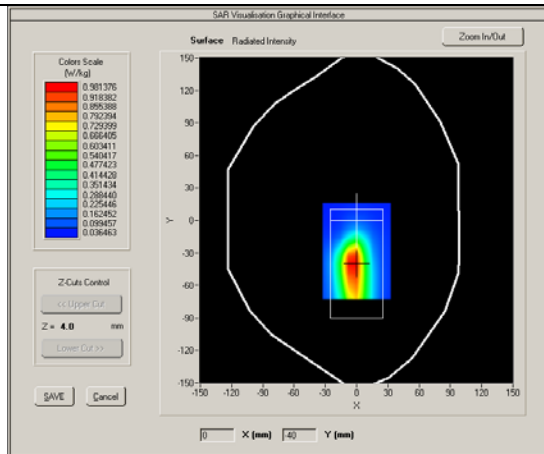 SAR Visualisation Graphical Interface
Surface Radiated Intensity
Zoom In/Out
Colors Scale
(W/kg)
0.981376
0.918382
0.855388
0.792394
0.729399
0.666405
0.603411
0.540417
0.477423
0.414428
0.351434
0.288440
0.225446
0.162452
0.099457
0.036463
Z-Cuts Control
<< Upper Cut
Z = 4.0 mm
Lower Cut >>
SAVE
Cancel
150
120
90
60
30
0
-30
-60
-90
-120
-150
Y
-150 -120 -90 -60 -30 0 30 60 90 120 150
X
0 X (mm) -40 Y (mm)